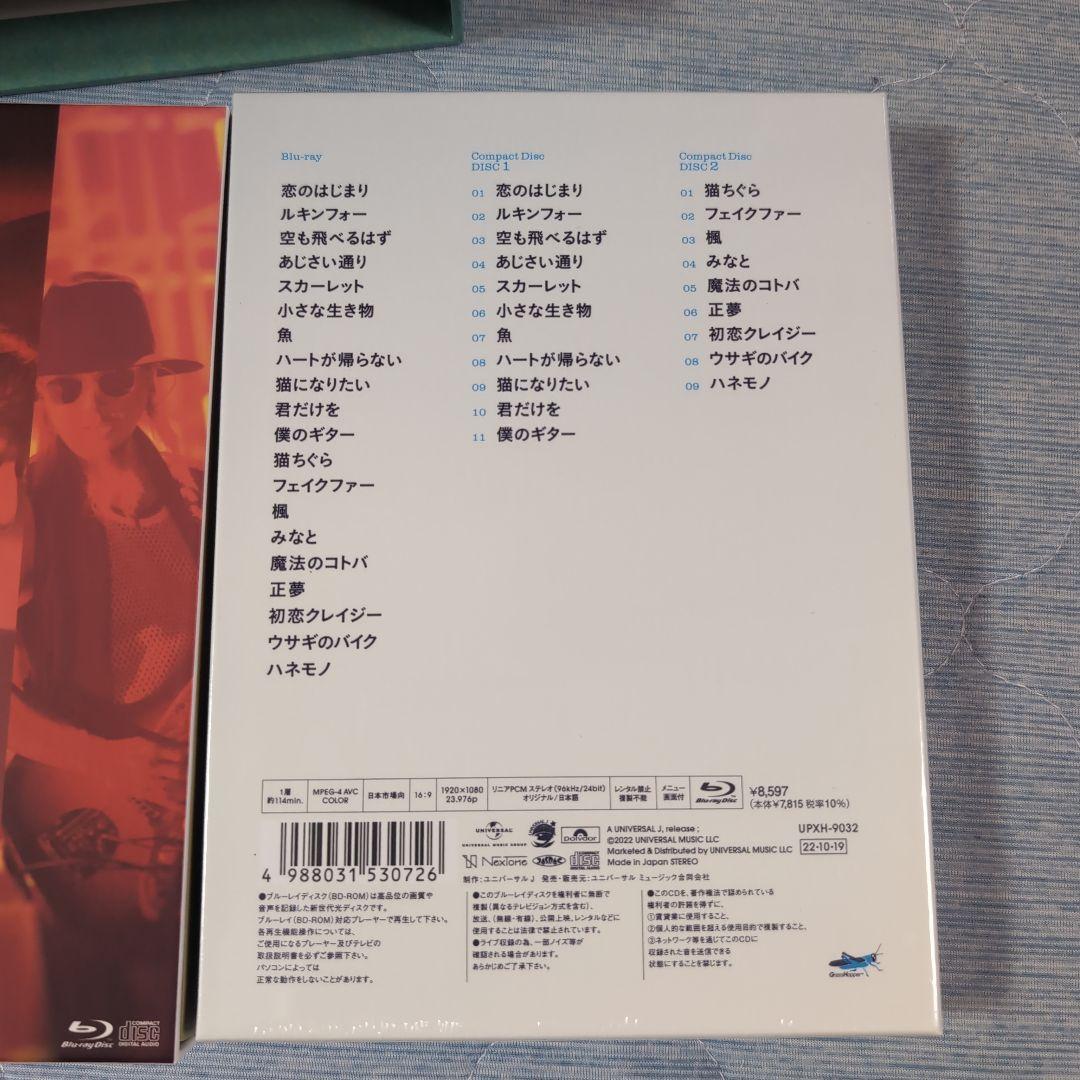 Blu-ray
恋のはじまり
ルキンフォー
空も飛べるはず
あじさい通り
スカーレット
小さな生き物
魚
ハートが帰らない
猫になりたい
君だけを
僕のギター
猫ちぐら
フェイクファー
楓
みなと
魔法のコトバ
正夢
初恋クレイジー
ウサギのバイク
ハネモノ
Compact Disc
DISC 1
01 恋のはじまり
02 ルキンフォー
03 空も飛べるはず
04 あじさい通り
05 スカーレット
06 小さな生き物
07 魚
08 ハートが帰らない
09 猫になりたい
10 君だけを
11 僕のギター
Compact Disc
DISC 2
01 猫ちぐら
02 フェイクファー
03 楓
04 みなと
05 魔法のコトバ
06 正夢
07 初恋クレイジー
08 ウサギのバイク
09 ハネモノ
1層
約114min.
MPEG-4 AVC
COLOR
日本市場向
16:9
1920×1080
23.976p
リニアPCM ステレオ(96kHz/24bit)
オリジナル/日本語
レンタル禁止
複製不能
メニュー
画面付
Blu-ray Disc
¥8,597
(本体¥7,815 税率10%)
4 988031 530726
UNIVERSAL
UNIVERSAL MUSIC GROUP
polydor
NexTone
JASRAC
COMPACT
disc
DIGITAL AUDIO
A UNIVERSAL J, release ;
©2022 UNIVERSAL MUSIC LLC
Marketed & Distributed by UNIVERSAL MUSIC LLC
Made in Japan STEREO
UPXH-9032
22-10-19
制作:ユニバーサル J 発売・販売元:ユニバーサル ミュージック合同会社
●ブルーレイディスク(BD-ROM)は高品位の画質や
音声を記録した新世代光ディスクです。
ブルーレイ(BD-ROM)対応プレーヤーで再生して下さい。
各再生機能操作については、
ご使用になるプレーヤー及びテレビの
取扱説明書を必ずご参照下さい。
パソコンによっては
正常な動作をしないことがあります。
●このブルーレイディスクを権利者に無断で
複製(異なるテレビジョン方式を含む)、
放送、(無線・有線)、公開上映、レンタルなどに
使用することは法律で禁止されています。
●ライブ収録の為、一部ノイズ等が
確認される場合があります。
あらかじめご了承下さい。
●このCDを、著作権法で認められている
権利者の許諾を得ずに、
①賃貸業に使用すること、
②個人的な範囲を超える使用目的で複製すること、
③ネットワーク等を通じてこのCDに
収録された音を送信できる
状態にすることを禁じます。
GrassHopper
Blu-ray Disc
COMPACT
disc
DIGITAL AUDIO